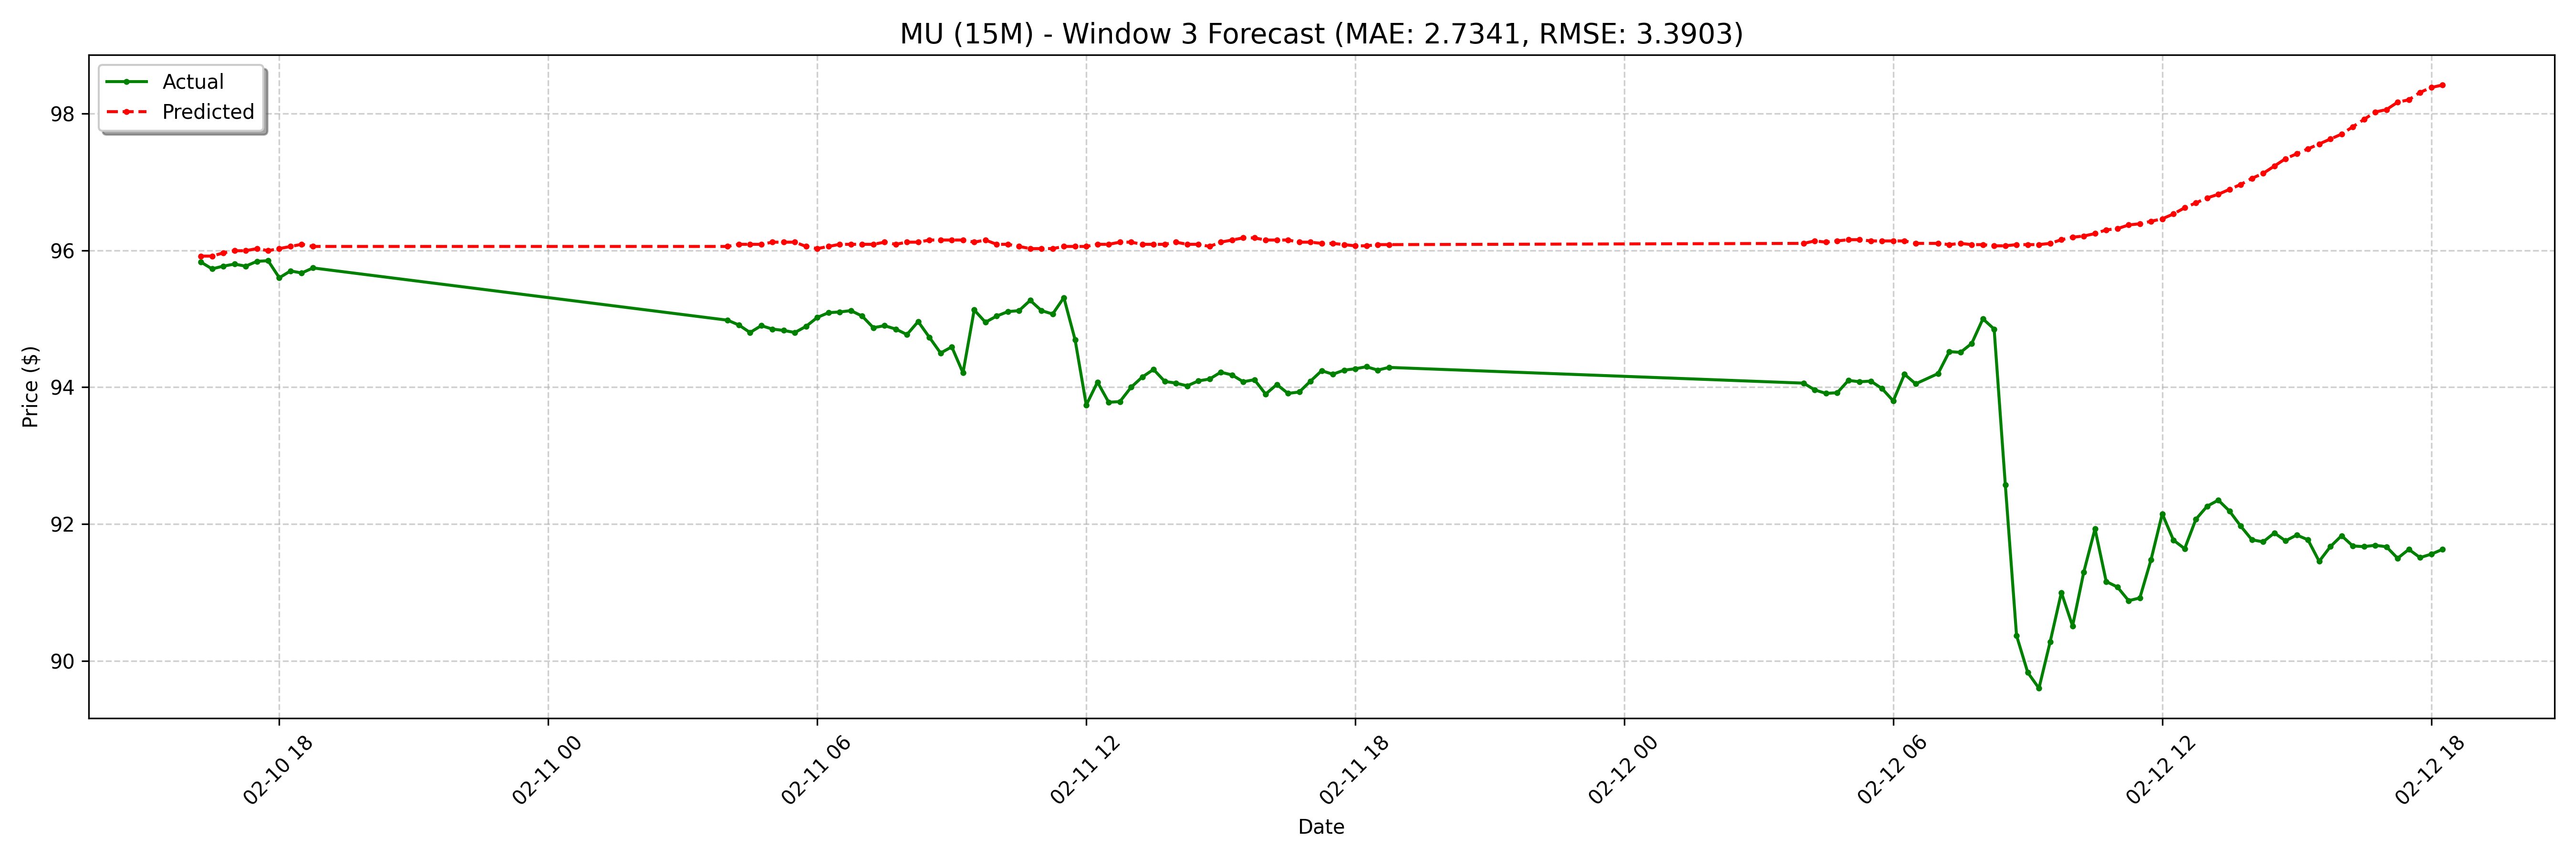 MU (15M) - Window 3 Forecast (MAE: 2.7341, RMSE: 3.3903)
Actual
Predicted
98
96
94
92
90
Price ($)
02-10 18
02-11 00
02-11 06
02-11 12
02-11 18
02-12 00
02-12 06
02-12 12
02-12 18
Date